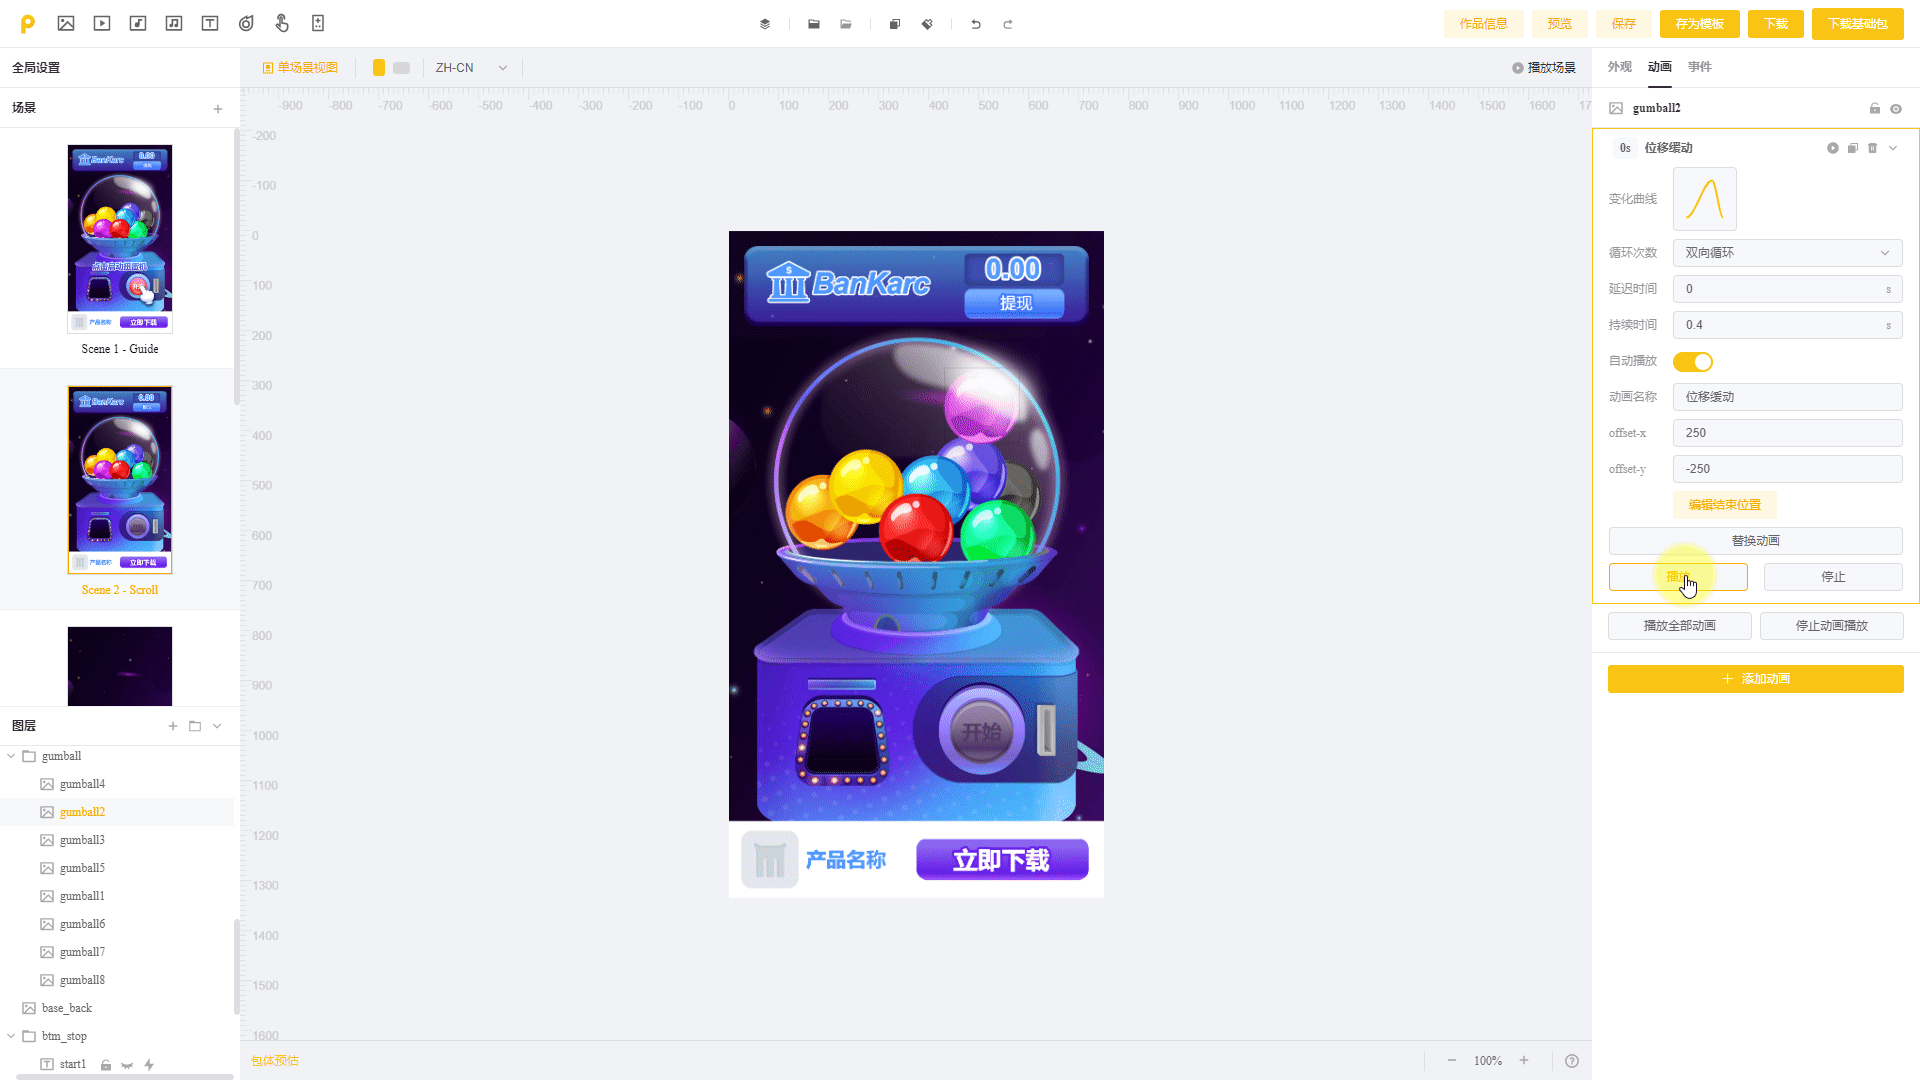 作品信息
预览
保存
存为模板
下载
下载基础包
全局设置
单场景视图
ZH-CN
播放场景
外观
动画
事件
场景
-900 -800 -700 -600 -500 -400 -300 -200 -100 0 100 200 300 400 500 600 700 800 900 1000 1100 1200 1300 1400 1500 1600 17
-200
-100
0
100
200
300
400
500
600
700
800
900
1000
1100
1200
1300
1400
1500
1600
BanKarc
0.00
点击启动扭蛋机
产品名称
立即下载
Scene 1 - Guide
BanKarc
0.00
产品名称
立即下载
Scene 2 - Scroll
图层
gumball
gumball4
gumball2
gumball3
gumball5
gumball1
gumball6
gumball7
gumball8
base_back
btm_stop
start1
BanKarc
0.00
提现
开始
产品名称
立即下载
包体预估
100%
gumball2
0s 位移缓动
变化曲线
循环次数 双向循环
延迟时间 0 s
持续时间 0.4 s
自动播放
动画名称 位移缓动
offset-x 250
offset-y -250
编辑结束位置
替换动画
播放
停止
播放全部动画
停止动画播放
添加动画